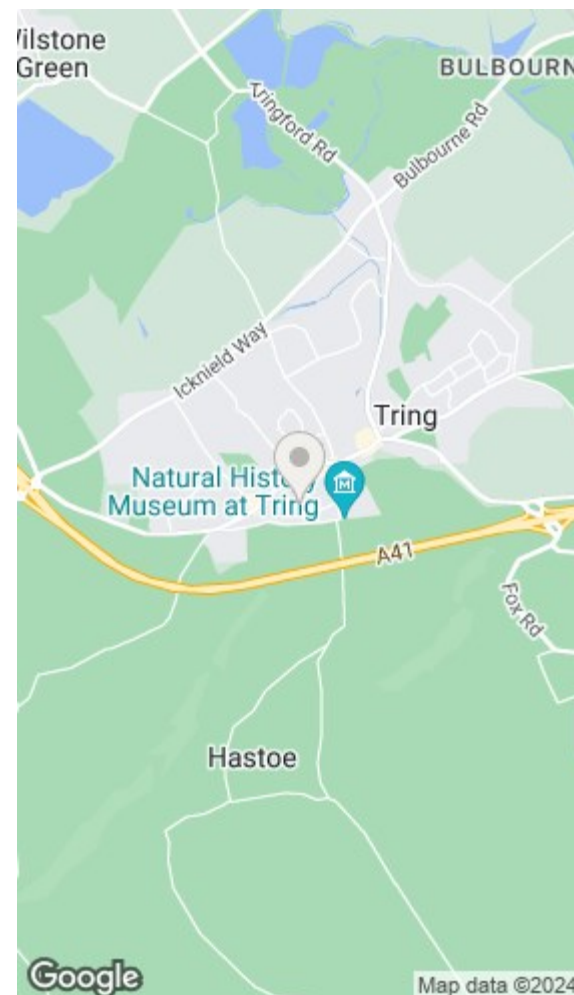 Wilstone
Green
BULBOURN
Tringford Rd
Bulbourne Rd
Icknield Way
Tring
Natural History
Museum at Tring
M
A41
Fox Rd
Hastoe
Google
Map data ©2024